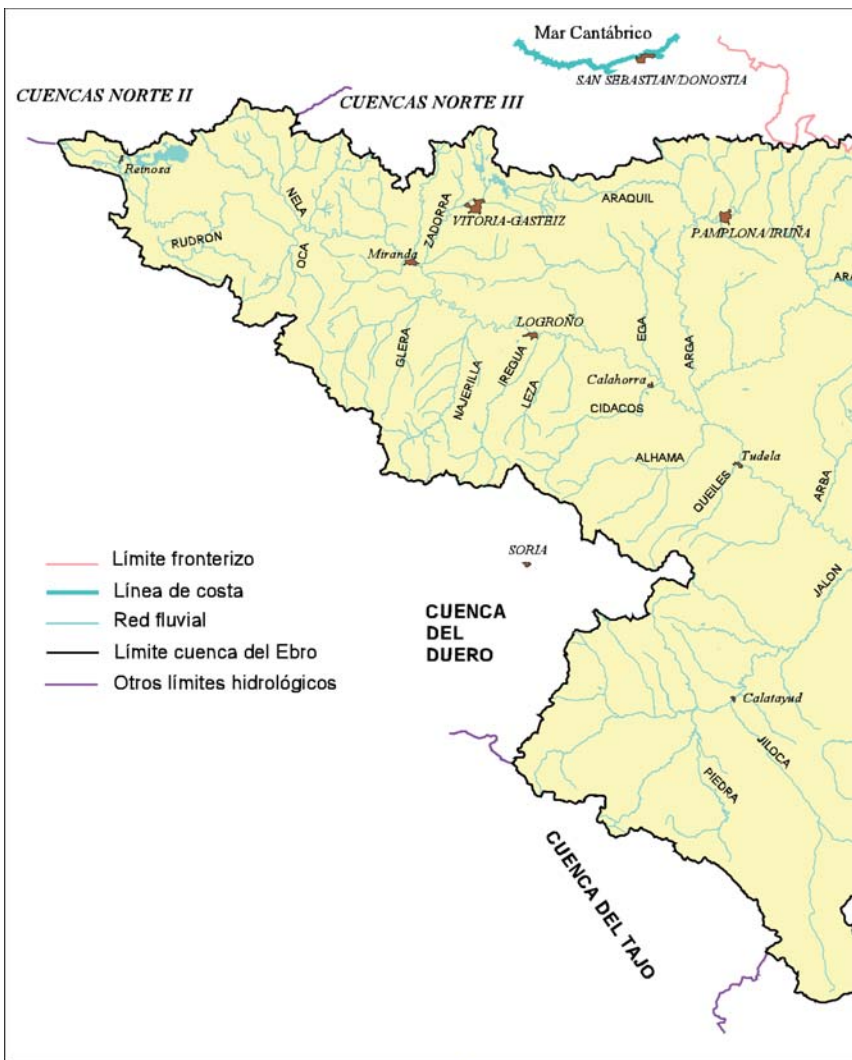 Mar Cantábrico
SAN SEBASTIAN/DONOSTIA
CUENCAS NORTE II
CUENCAS NORTE III
Reinosa
NELA
ZADORRA
ARAQUIL
VITORIA-GASTEIZ
PAMPLONA/IRUÑA
RUDRON
OCA
Miranda
ARA
LOGROÑO
GLERA
NAJERILLA
IREGUA
LEZA
EGA
ARGA
Calahorra
CIDACOS
ALHAMA
Tudela
QUEILES
ARBA
SORIA
JALON
Límite fronterizo
Línea de costa
Red fluvial
Límite cuenca del Ebro
Otros límites hidrológicos
CUENCA
DEL
DUERO
Calatayud
JILOCA
PIEDRA
CUENCA DEL TAJO